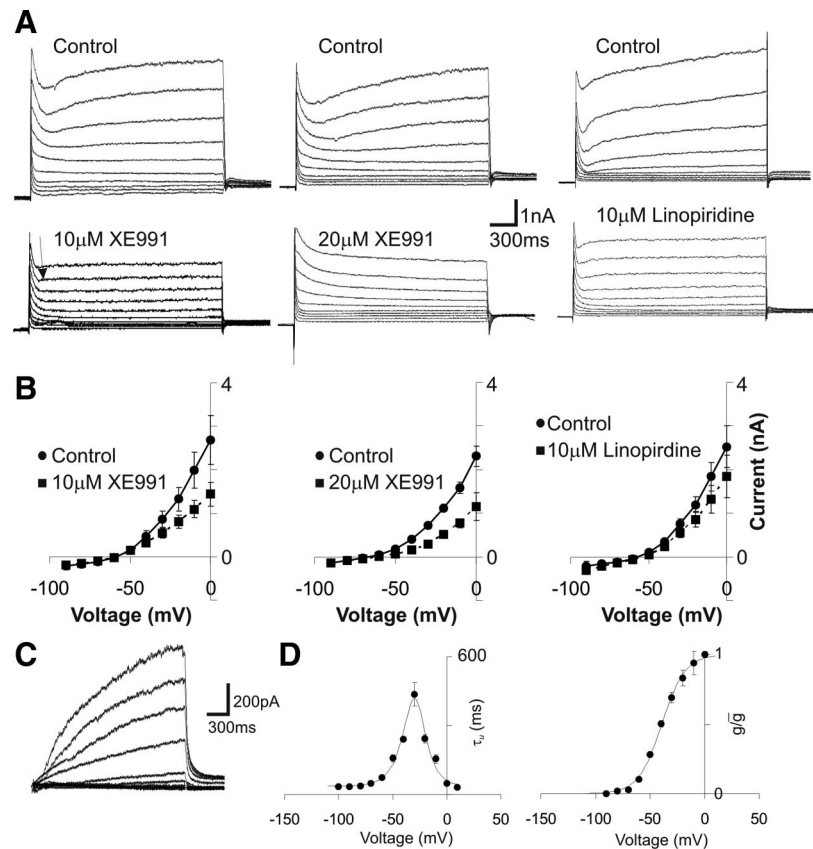 A
Control
Control
Control
10μM XE991
20μM XE991
1nA
300ms
10μM Linopiridine
B
4
4
4
Control
10μM XE991
Control
20μM XE991
Control
10μM Linopirdine
Current (nA)
0
0
0
-100 -50 0
-100 -50 0
-100 -50 0
Voltage (mV)
Voltage (mV)
Voltage (mV)
C
200pA
300ms
D
600
τu (ms)
-150 -100 -50 0 50
Voltage (mV)
1
g/g̅
0
-150 -100 -50 0 50
Voltage (mV)